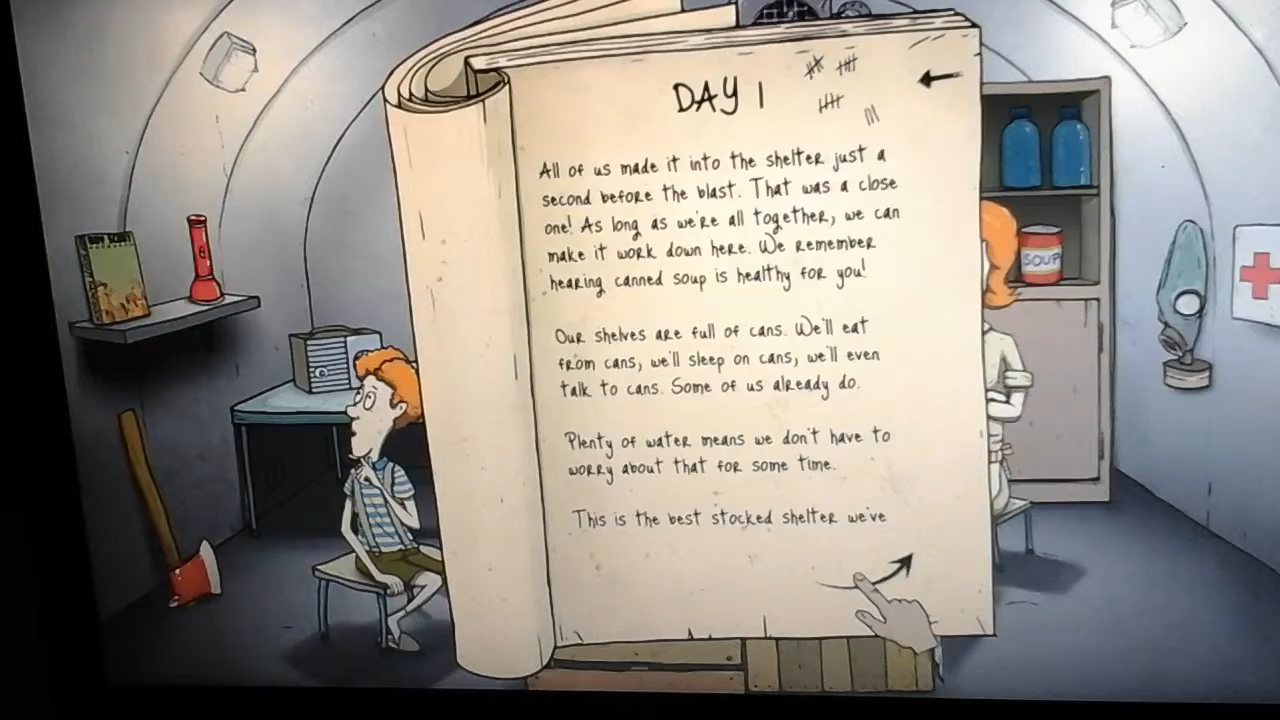 DAY 1
All of us made it into the shelter just a
second before the blast. That was a close
one! As long as we're all together, we can
make it work down here. We remember
hearing canned soup is healthy for you!
Our shelves are full of cans. We'll eat
from cans, we'll sleep on cans, we'll even
talk to cans. Some of us already do.
Plenty of water means we don't have to
worry about that for some time.
This is the best stocked shelter we've
SOUP